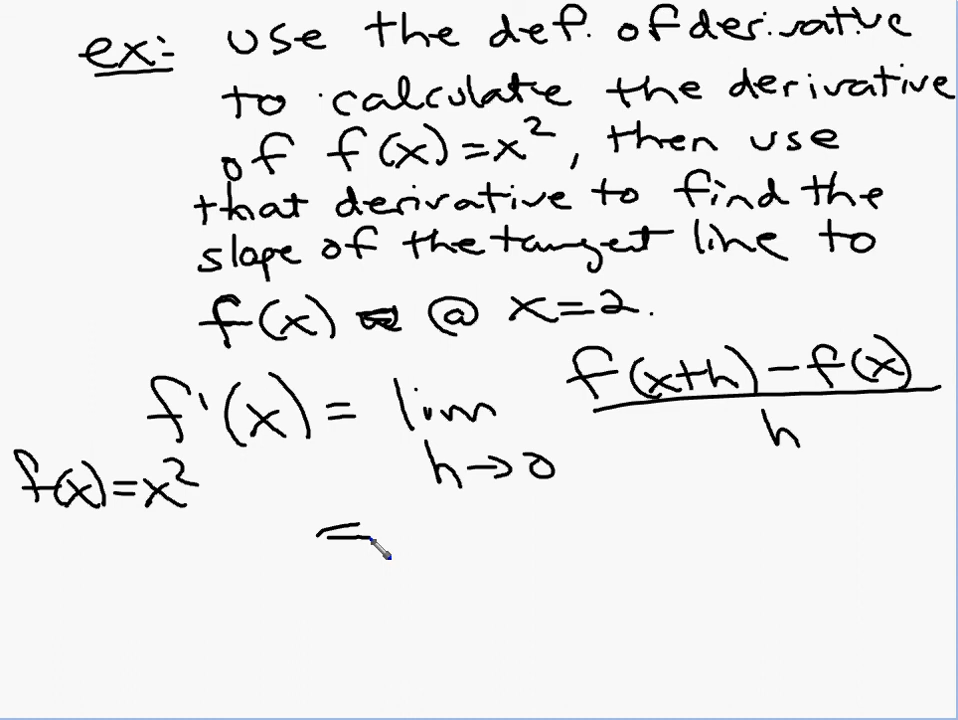 ex: use the def. of derivative
to calculate the derivative
of f(x)=x², then use
that derivative to find the
slope of the tangent line to
f(x) @ x=2.
f'(x) = lim h→0 f(x+h)-f(x) / h
f(x)=x²
=